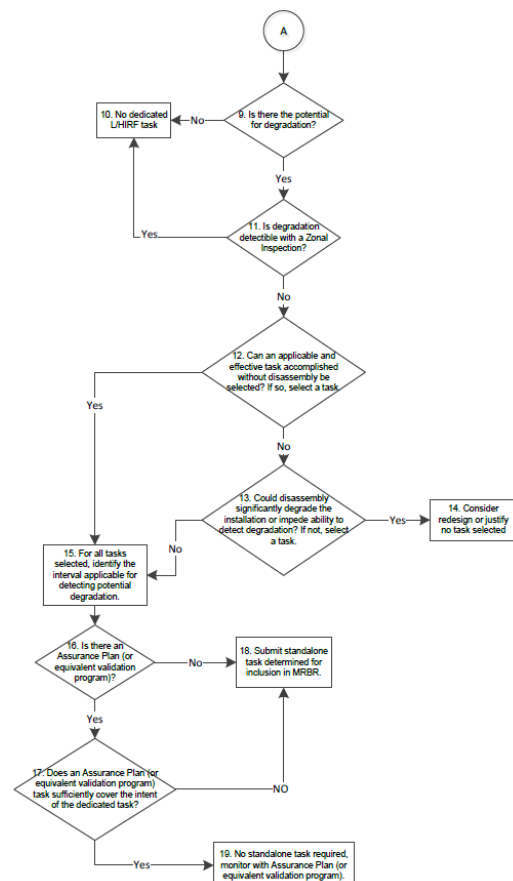 A
9. Is there the potential
for degradation?
10. No dedicated
L/HIRF task
No
Yes
11. Is degradation
detectible with a Zonal
Inspection?
Yes
No
12. Can an applicable and
effective task accomplished
without disassembly be
selected? If so, select a task.
Yes
No
13. Could disassembly
significantly degrade the
installation or impede ability to
detect degradation? If not, select
a task.
Yes
14. Consider
redesign or justify
no task selected
No
15. For all tasks
selected, identify the
interval applicable for
detecting potential
degradation.
16. Is there an
Assurance Plan (or
equivalent validation
program)?
No
18. Submit standalone
task determined for
inclusion in MRBR.
Yes
17. Does an Assurance Plan (or
equivalent validation program)
task sufficiently cover the intent
of the dedicated task?
NO
Yes
19. No standalone task required,
monitor with Assurance Plan (or
equivalent validation program).